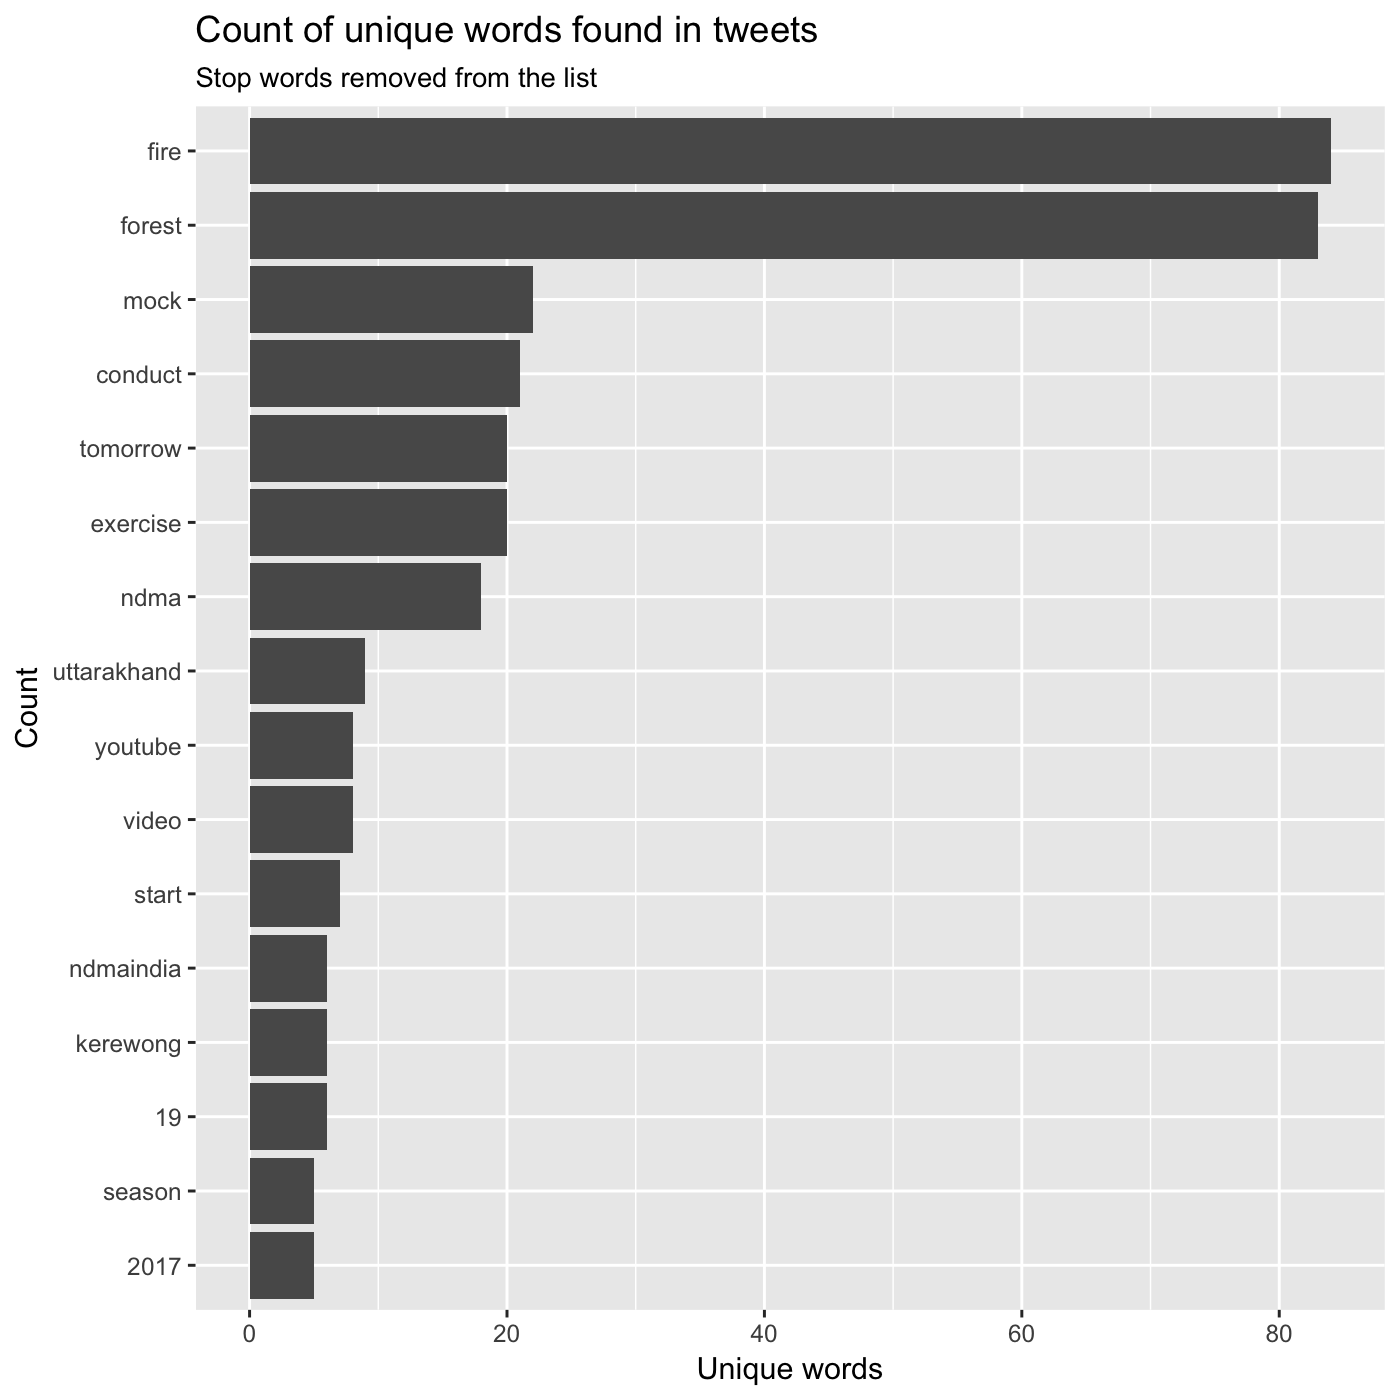 Count of unique words found in tweets
Stop words removed from the list
fire
forest
mock
conduct
tomorrow
exercise
ndma
uttarakhand
youtube
video
start
ndmaindia
kerewong
19
season
2017
Count
0 20 40 60 80
Unique words